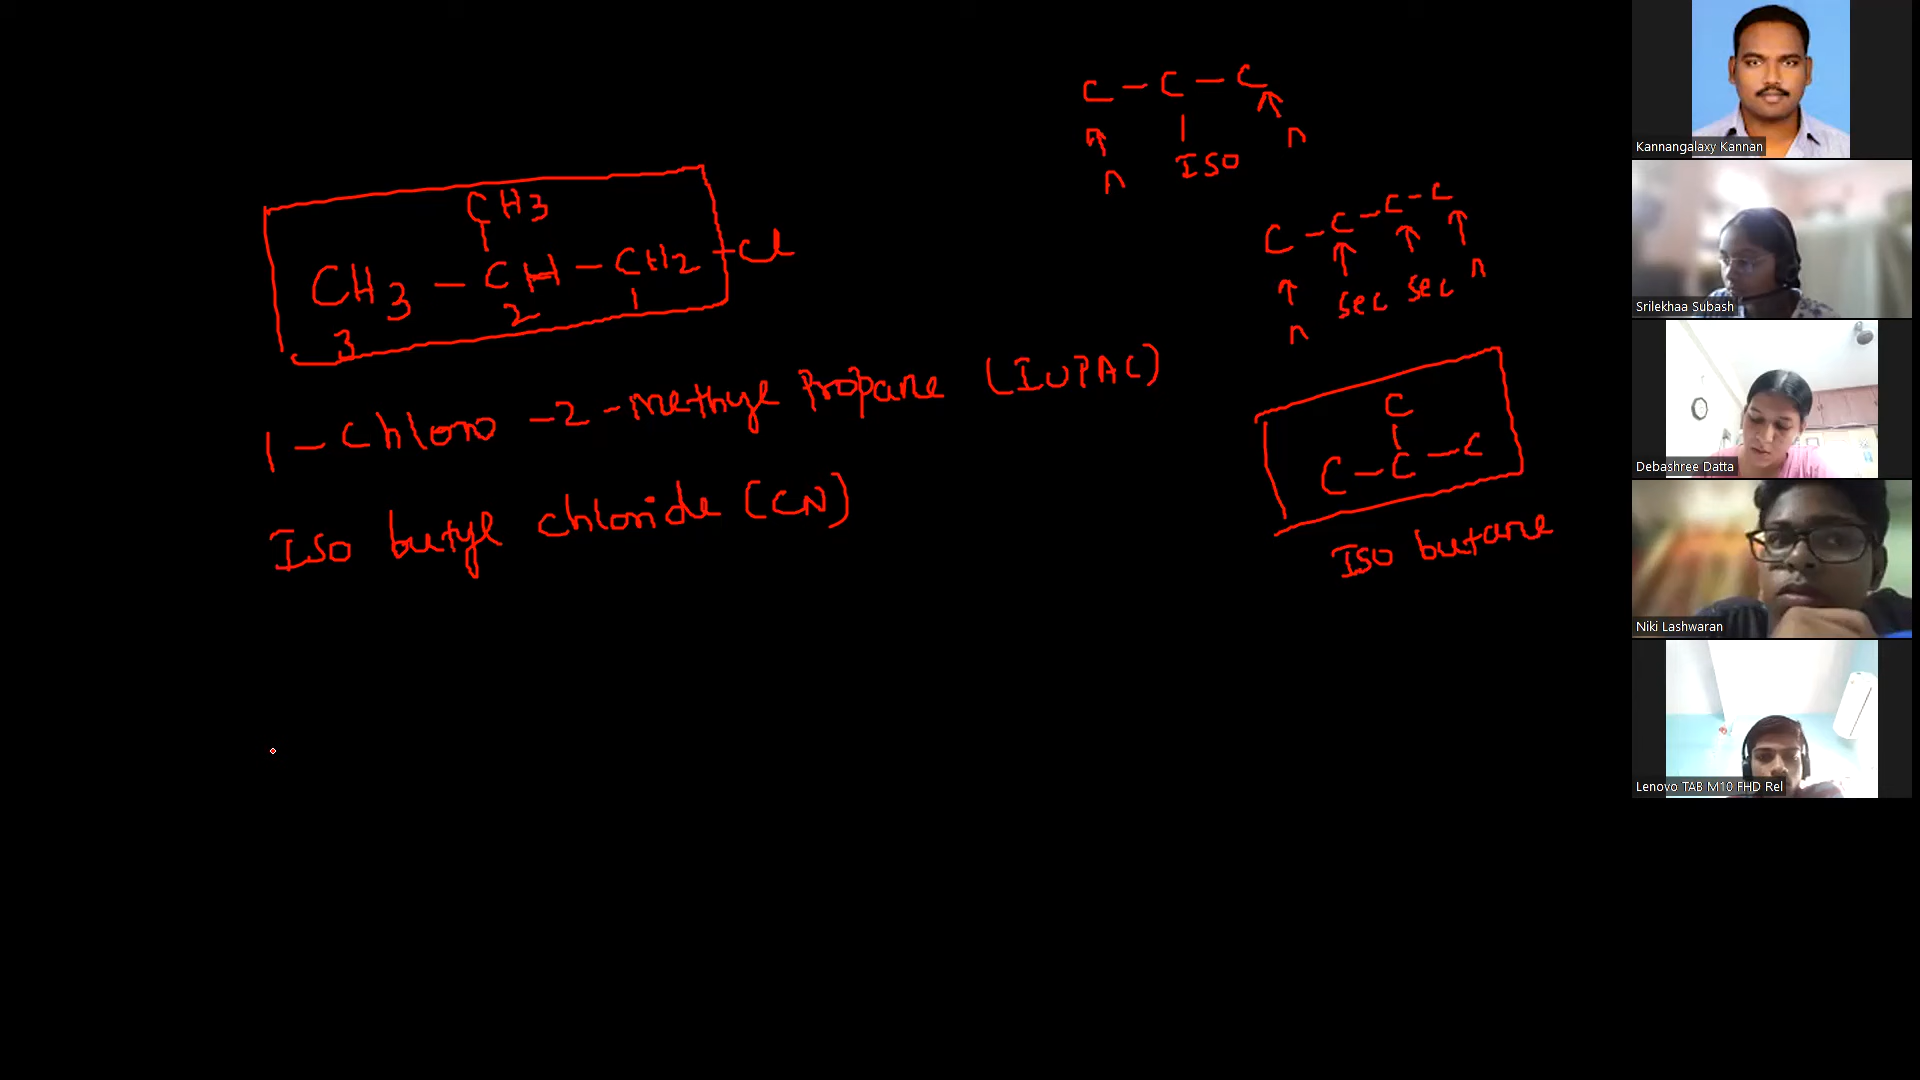 CH3
CH3 - CH - CH2 - Cl
3 2 1
1 - Chloro - 2 - methyl Propane (IUPAC)
Iso butyl chloride (CN)
C - C - C
n Iso n
C - C - C - C
n sec sec n
C
C - C - C
Iso butane
Kannangalaxy Kannan
Srilekhaa Subash
Debashree Datta
Niki Lashwaran
Lenovo TAB M10 FHD Rel